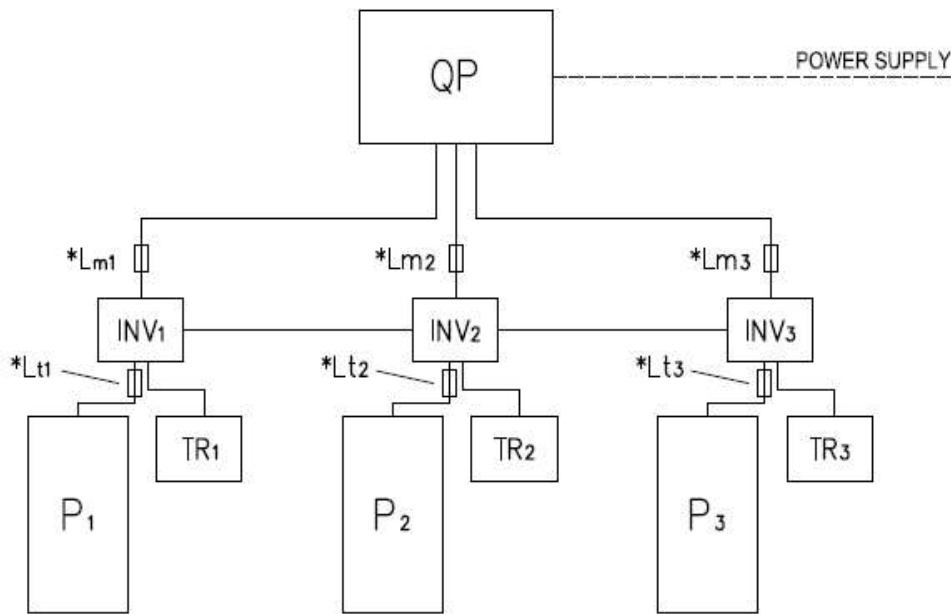 QP
POWER SUPPLY
*Lm1
*Lm2
*Lm3
INV1
INV2
INV3
*Lt1
*Lt2
*Lt3
P1
TR1
P2
TR2
P3
TR3